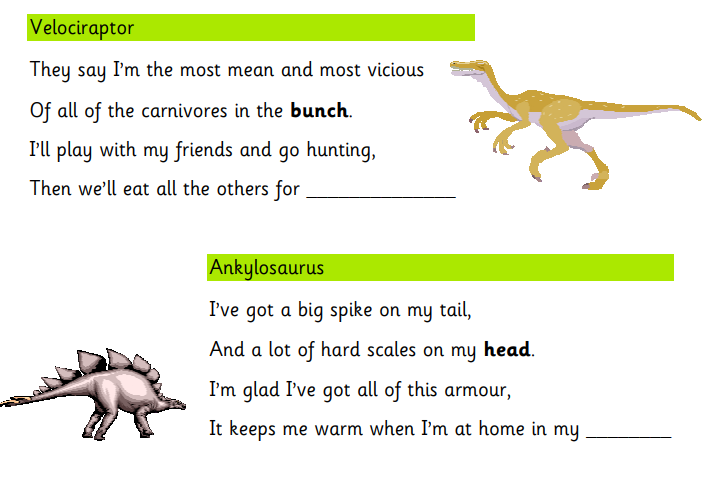 Velociraptor
They say I'm the most mean and most vicious
Of all of the carnivores in the bunch.
I'll play with my friends and go hunting,
Then we'll eat all the others for ______________
Ankylosaurus
I've got a big spike on my tail,
And a lot of hard scales on my head.
I'm glad I've got all of this armour,
It keeps me warm when I'm at home in my ________